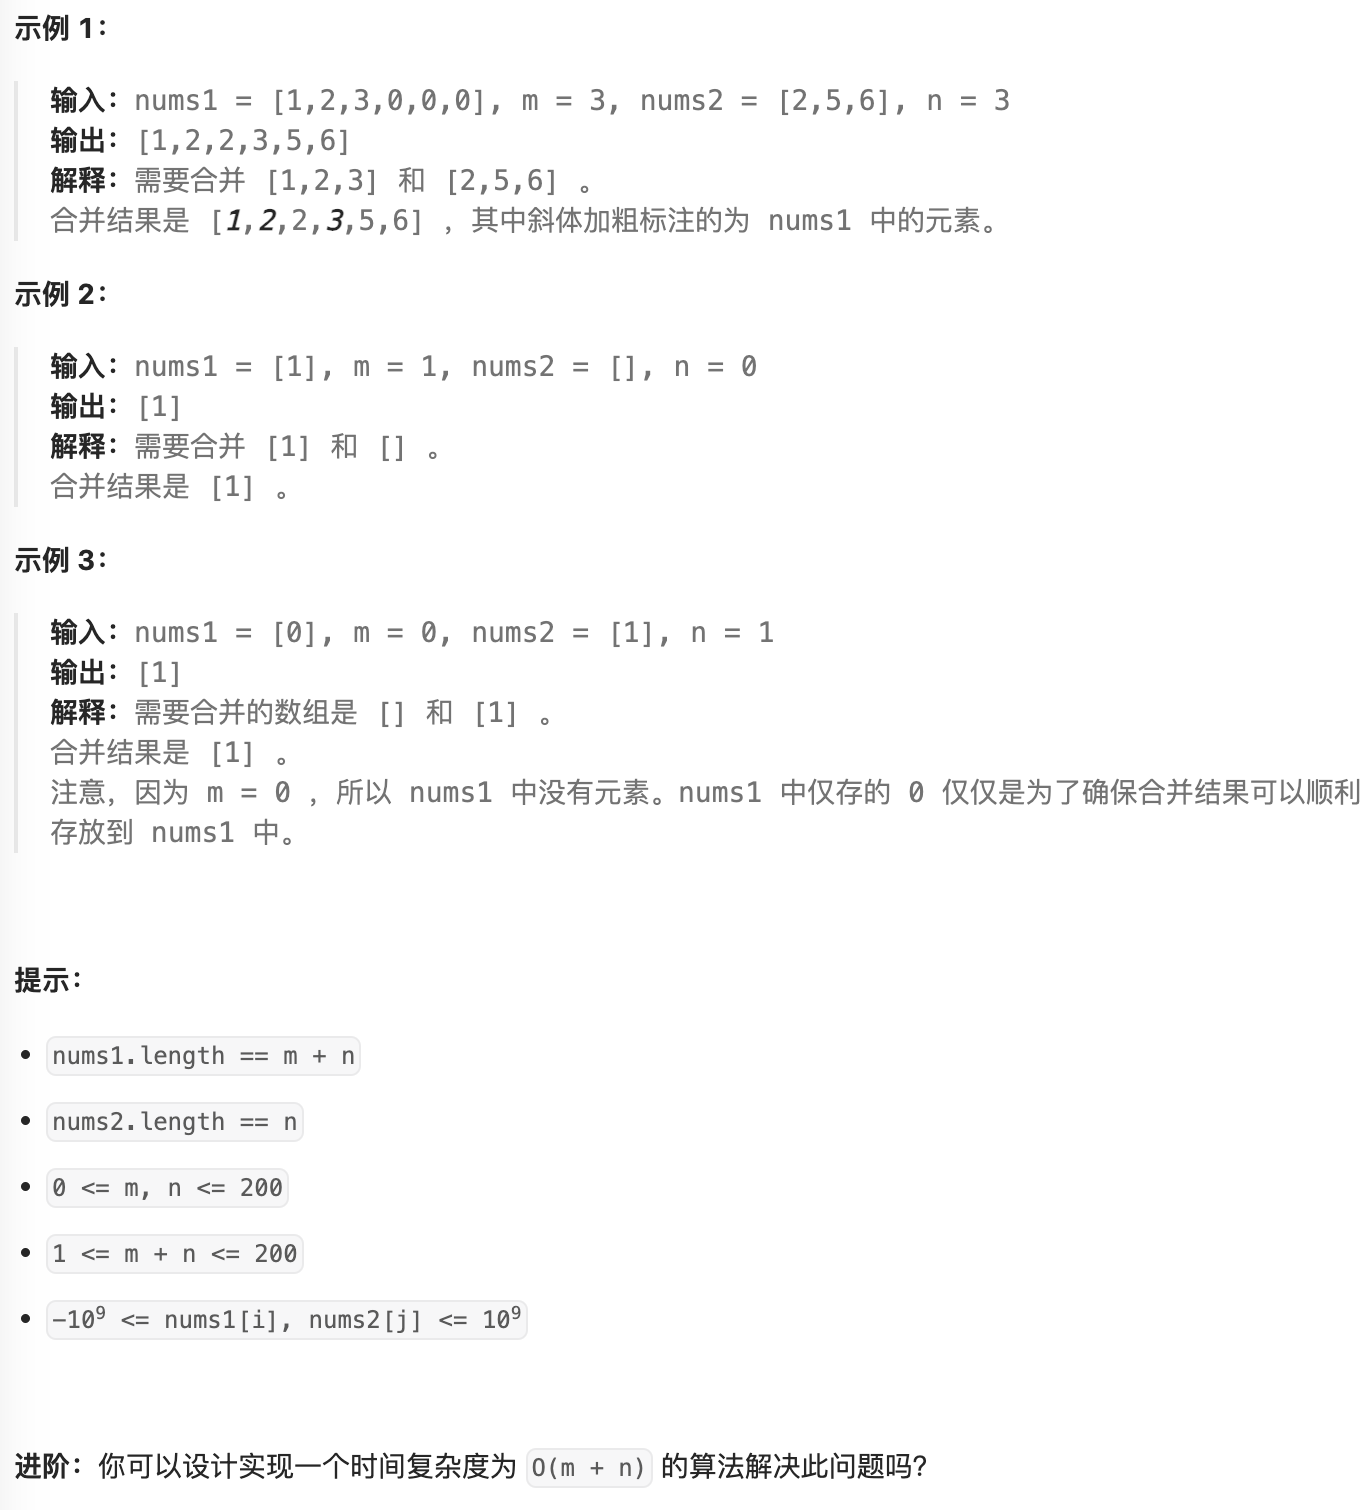 示例 1：
输入：nums1 = [1,2,3,0,0,0], m = 3, nums2 = [2,5,6], n = 3
输出：[1,2,2,3,5,6]
解释：需要合并 [1,2,3] 和 [2,5,6] 。
合并结果是 [1,2,2,3,5,6] ，其中斜体加粗标注的为 nums1 中的元素。
示例 2：
输入：nums1 = [1], m = 1, nums2 = [], n = 0
输出：[1]
解释：需要合并 [1] 和 [] 。
合并结果是 [1] 。
示例 3：
输入：nums1 = [0], m = 0, nums2 = [1], n = 1
输出：[1]
解释：需要合并的数组是 [] 和 [1] 。
合并结果是 [1] 。
注意，因为 m = 0 ，所以 nums1 中没有元素。nums1 中仅存的 0 仅仅是为了确保合并结果可以顺利
存放到 nums1 中。
提示：
• nums1.length == m + n
• nums2.length == n
• 0 <= m, n <= 200
• 1 <= m + n <= 200
• -10⁹ <= nums1[i], nums2[j] <= 10⁹
进阶：你可以设计实现一个时间复杂度为 O(m + n) 的算法解决此问题吗?